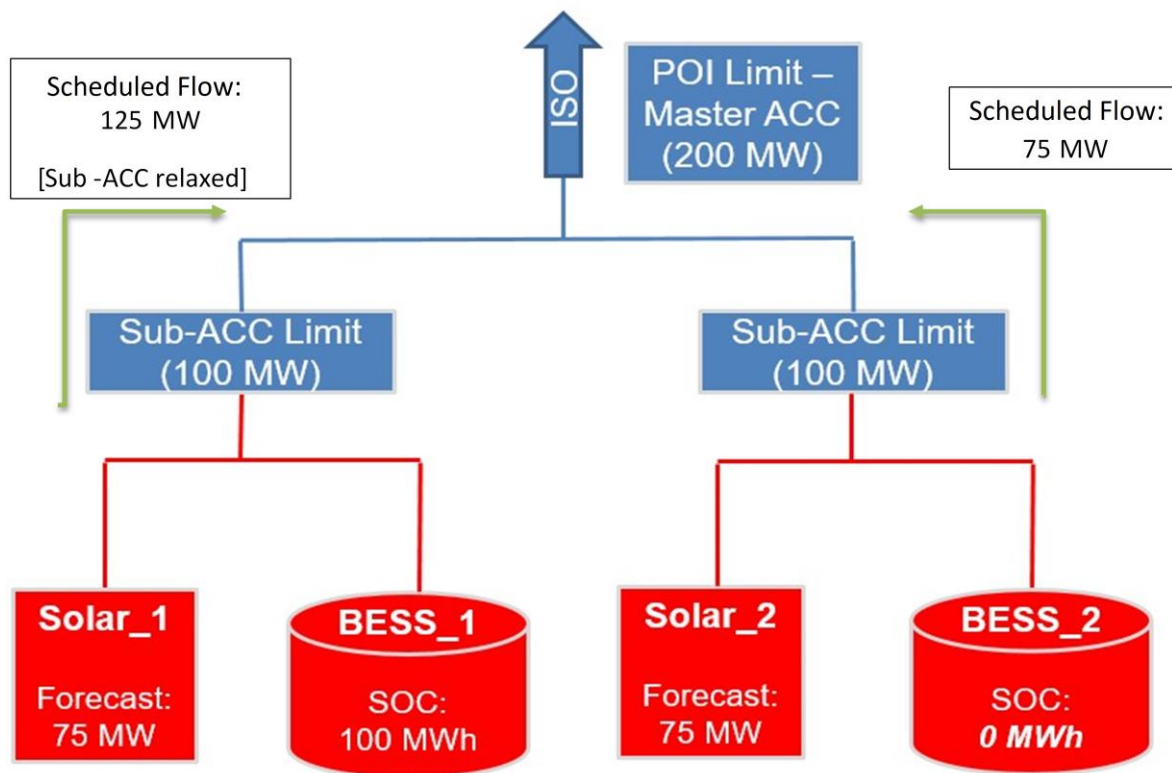 Scheduled Flow:
125 MW
[Sub -ACC relaxed]
ISO
POI Limit –
Master ACC
(200 MW)
Scheduled Flow:
75 MW
Sub-ACC Limit
(100 MW)
Sub-ACC Limit
(100 MW)
Solar_1
Forecast:
75 MW
BESS_1
SOC:
100 MWh
Solar_2
Forecast:
75 MW
BESS_2
SOC:
0 MWh